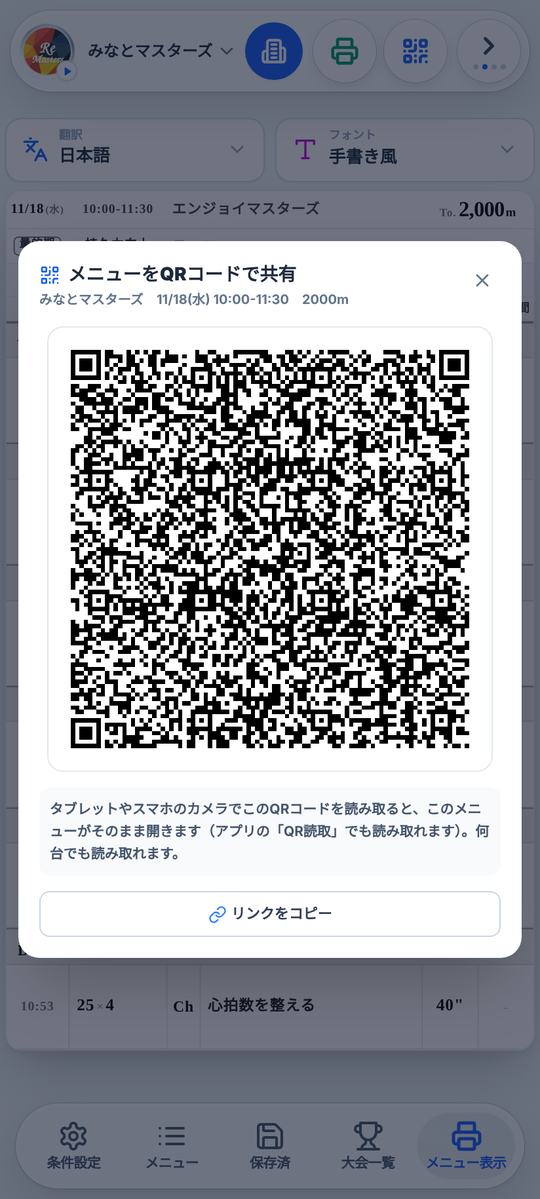 Re
Masters
みなとマスターズ
翻訳
日本語
フォント
手書き風
11/18(水) 10:00-11:30 エンジョイマスターズ To. 2,000m
メニューをQRコードで共有
みなとマスターズ 11/18(水) 10:00-11:30 2000m
タブレットやスマホのカメラでこのQRコードを読み取ると、このメニ
ューがそのまま開きます（アプリの「QR読取」でも読み取れます）。何
台でも読み取れます。
リンクをコピー
10:53 25×4 Ch 心拍数を整える 40" -
条件設定 メニュー 保存済 大会一覧 メニュー表示